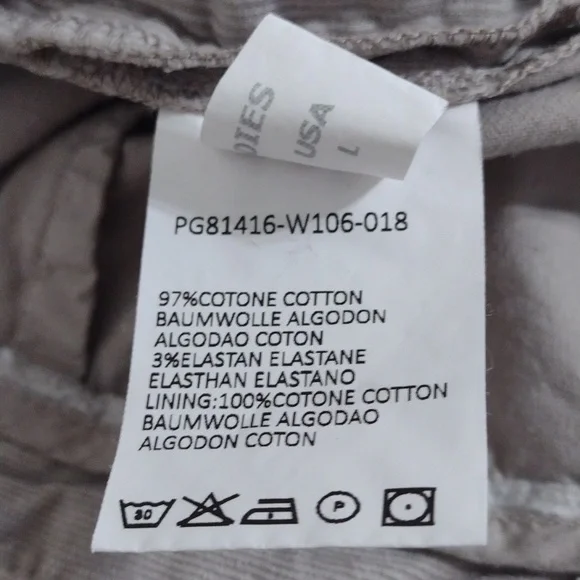 USA
L
PG81416-W106-018
97%COTONE COTTON
BAUMWOLLE ALGODON
ALGODAO COTON
3%ELASTAN ELASTANE
ELASTHAN ELASTANO
LINING:100%COTONE COTTON
BAUMWOLLE ALGODAO
ALGODON COTON
30
P